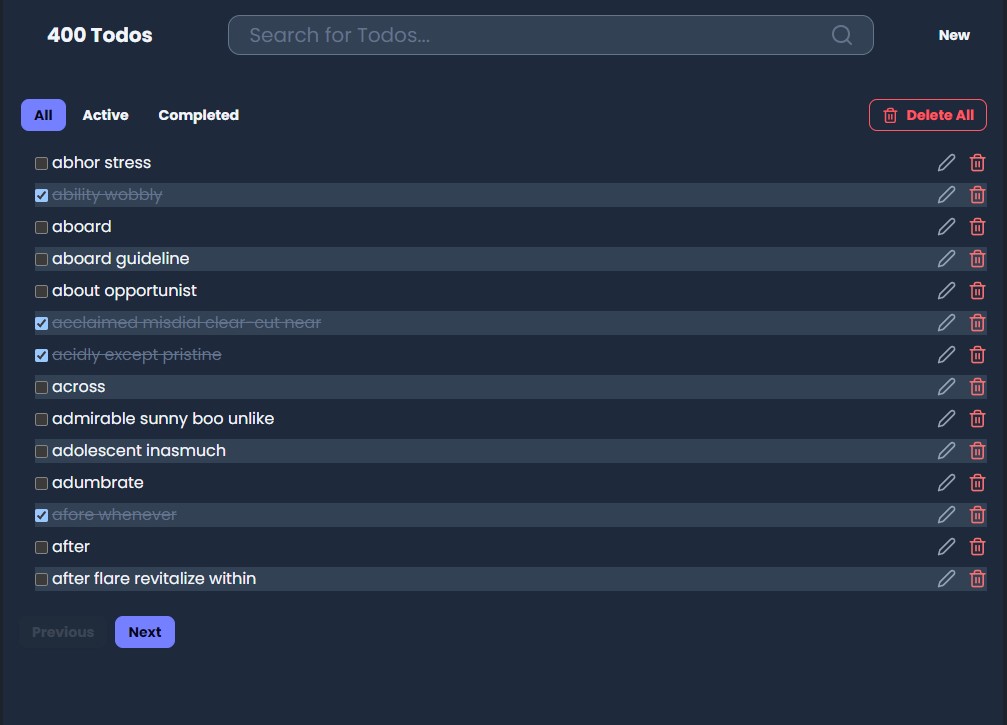 400 Todos
Search for Todos...
New
All
Active
Completed
Delete All
abhor stress
ability wobbly
aboard
aboard guideline
about opportunist
acclaimed misdial clear-cut near
acidly except pristine
across
admirable sunny boo unlike
adolescent inasmuch
adumbrate
afore whenever
after
after flare revitalize within
Previous
Next